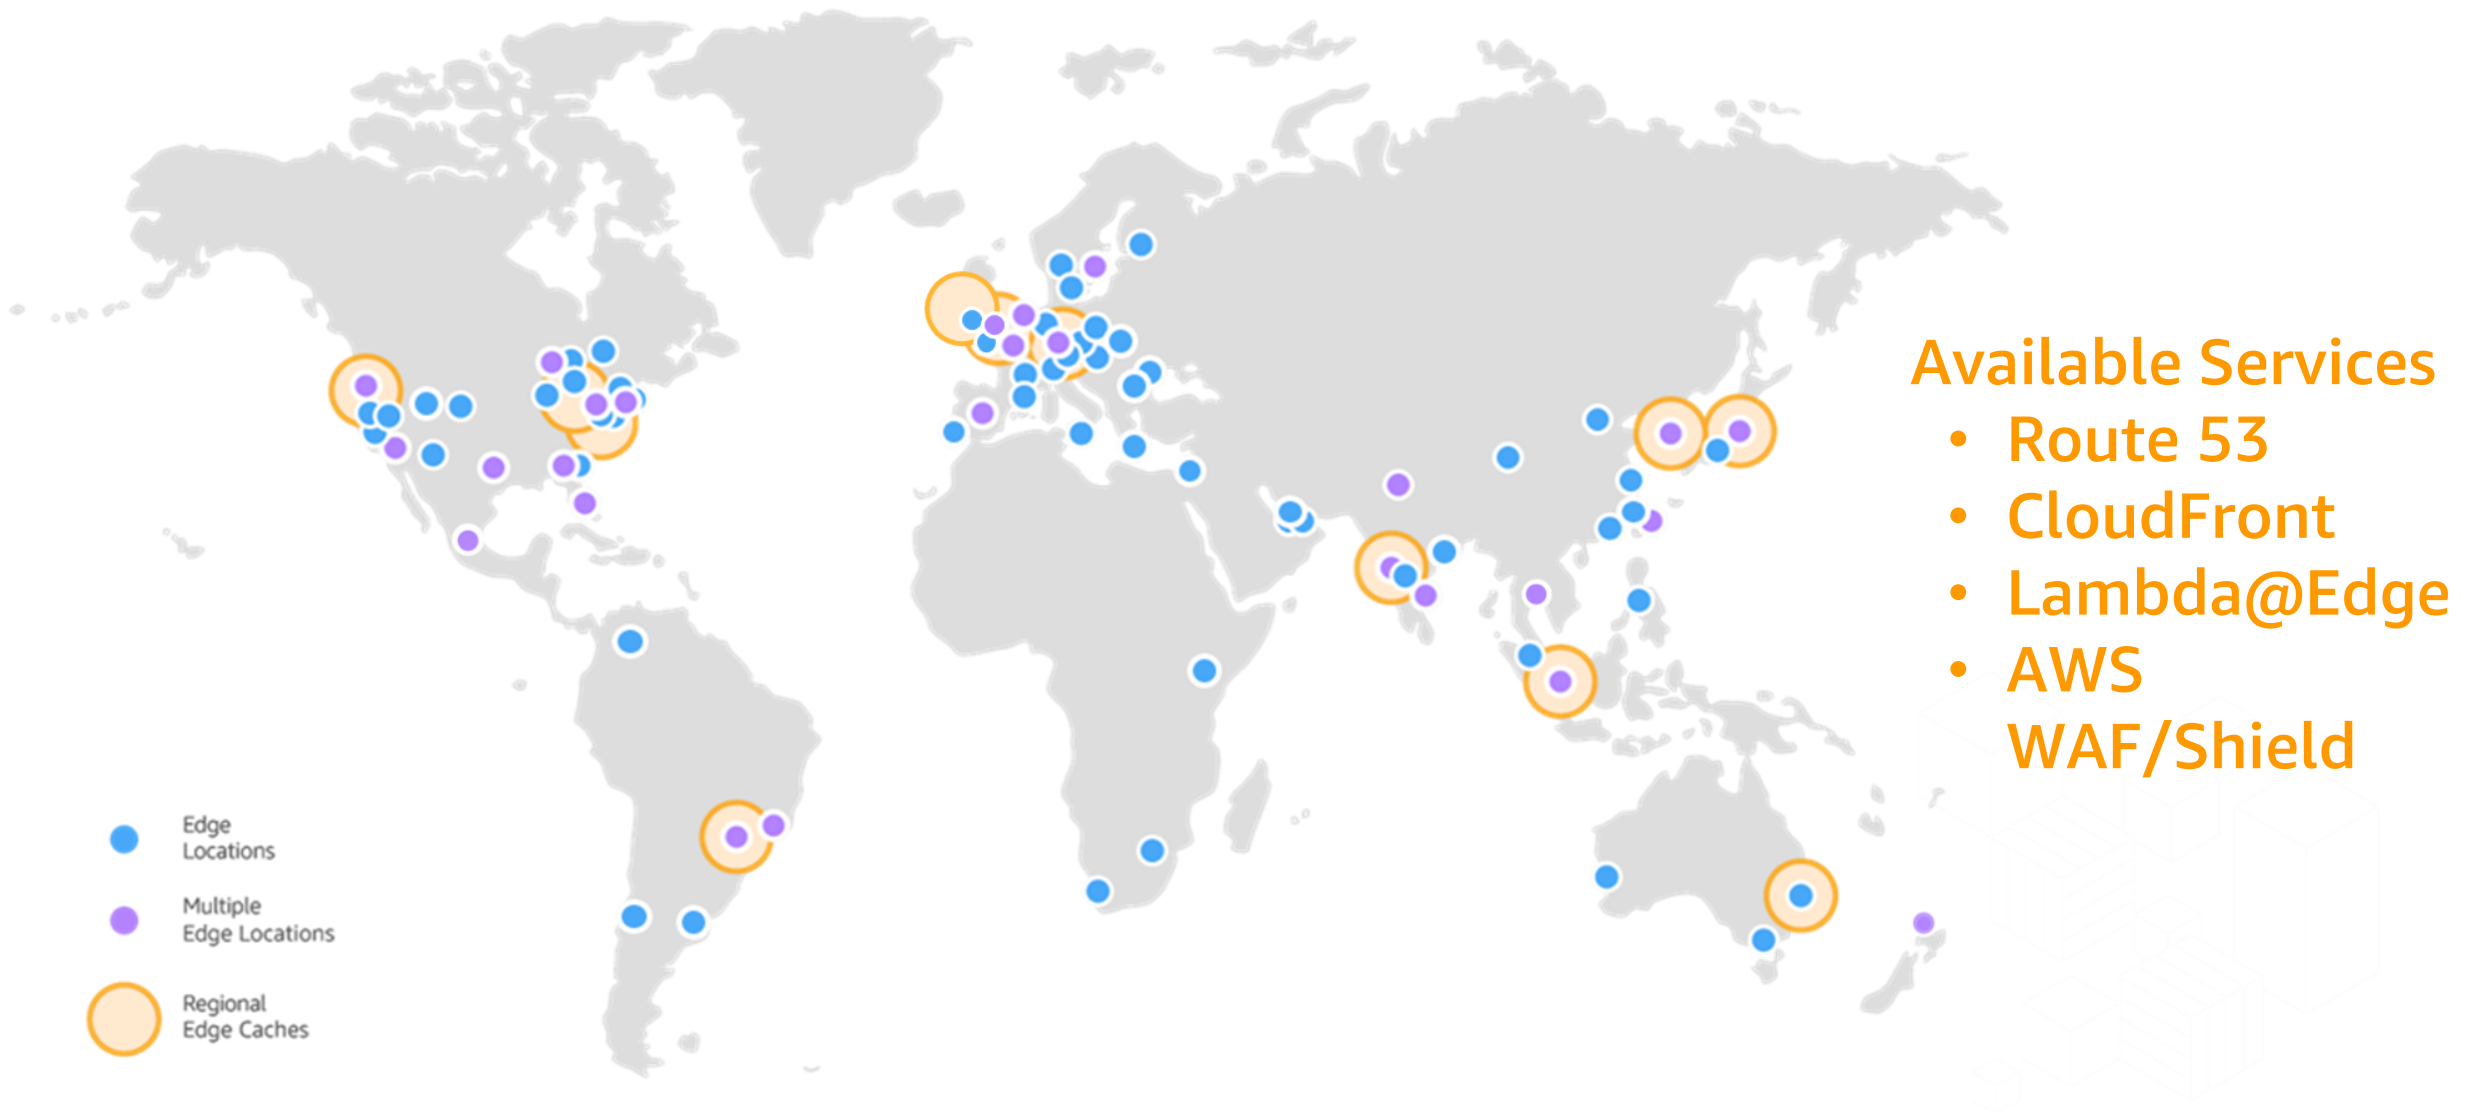 Available Services
• Route 53
• CloudFront
• Lambda@Edge
• AWS
WAF/Shield
Edge
Locations
Multiple
Edge Locations
Regional
Edge Caches